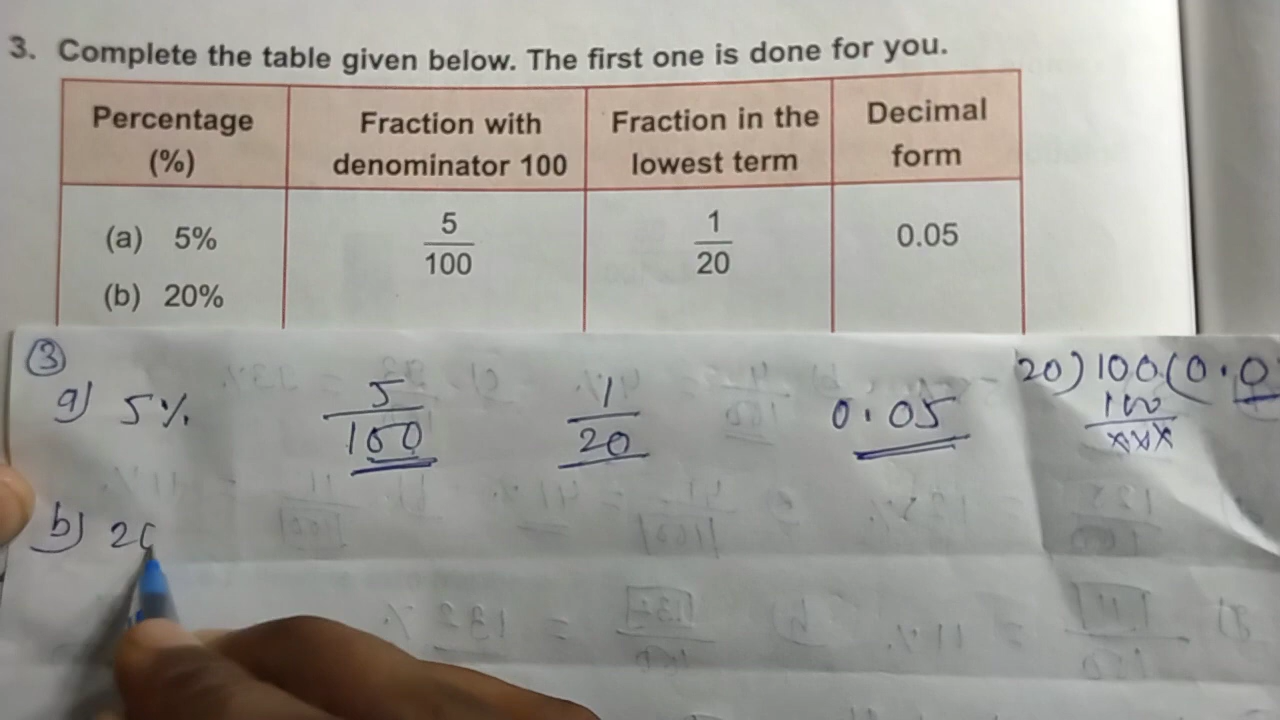 3. Complete the table given below. The first one is done for you.
Percentage (%) Fraction with denominator 100 Fraction in the lowest term Decimal form
(a) 5% 5/100 1/20 0.05
(b) 20%
3
a) 5% 5/100 1/20 0.05 20)100(0.0
100
xxx
b) 20